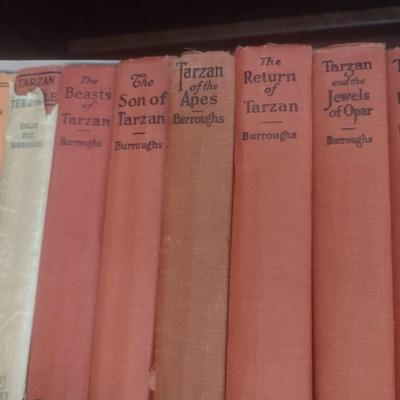 TARZAN
TERRIBLE
EDGAR
RICE
BURROUGHS
The
Beasts
of
Tarzan
Burroughs
The
Son of
Tarzan
Burroughs
Tarzan
of the
Apes
Burroughs
The
Return
of
Tarzan
Burroughs
Tarzan
and the
Jewels
of Opar
Burroughs